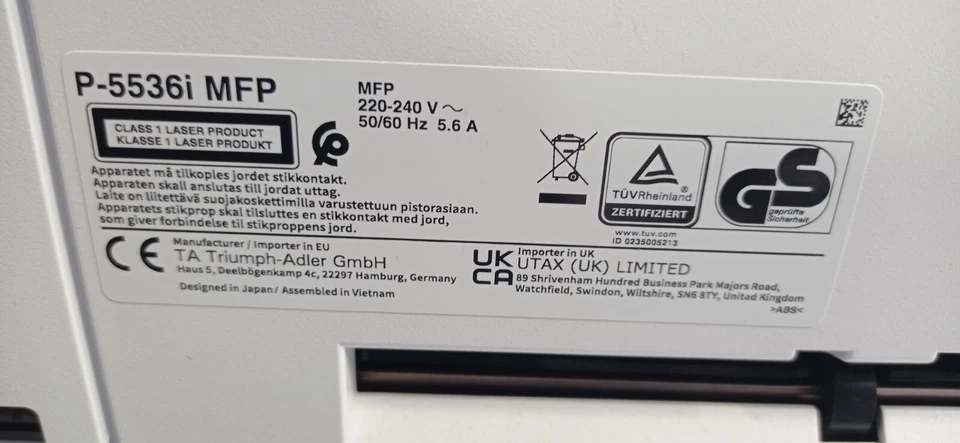 P-5536i MFP
MFP
220-240 V ~
50/60 Hz 5.6 A
CLASS 1 LASER PRODUCT
KLASSE 1 LASER PRODUKT
Apparatet må tilkoples jordet stikkontakt.
Apparaten skall anslutas till jordat uttag.
Laite on liitettävä suojakoskettimilla varustettuun pistorasiaan.
Apparatets stikprop skal tilsluttes en stikkontakt med jord,
som giver forbindelse til stikproppens jord.
TÜVRheinland ®
ZERTIFIZIERT
www.tuv.com
ID 0235005213
GS
geprüfte
Sicherheit
CE
Manufacturer / Importer in EU
TA Triumph-Adler GmbH
Haus 5, Deelbögenkamp 4c, 22297 Hamburg, Germany
Designed in Japan / Assembled in Vietnam
UK
CA
Importer in UK
UTAX (UK) LIMITED
89 Shrivenham Hundred Business Park Majors Road,
Watchfield, Swindon, Wiltshire, SN6 8TY, United Kingdom
>ABS<